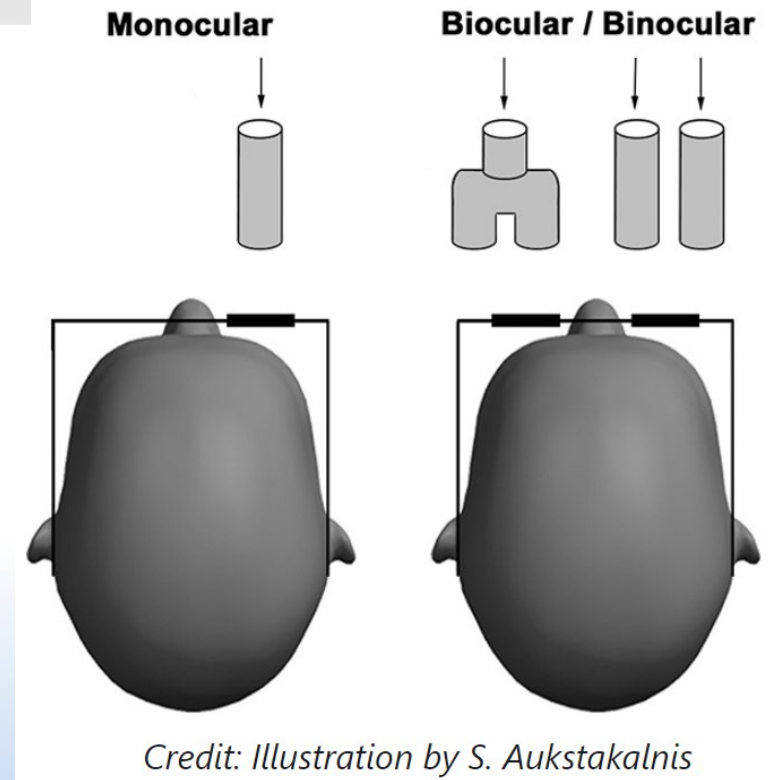 Monocular
Biocular / Binocular
Credit: Illustration by S. Aukstakalnis